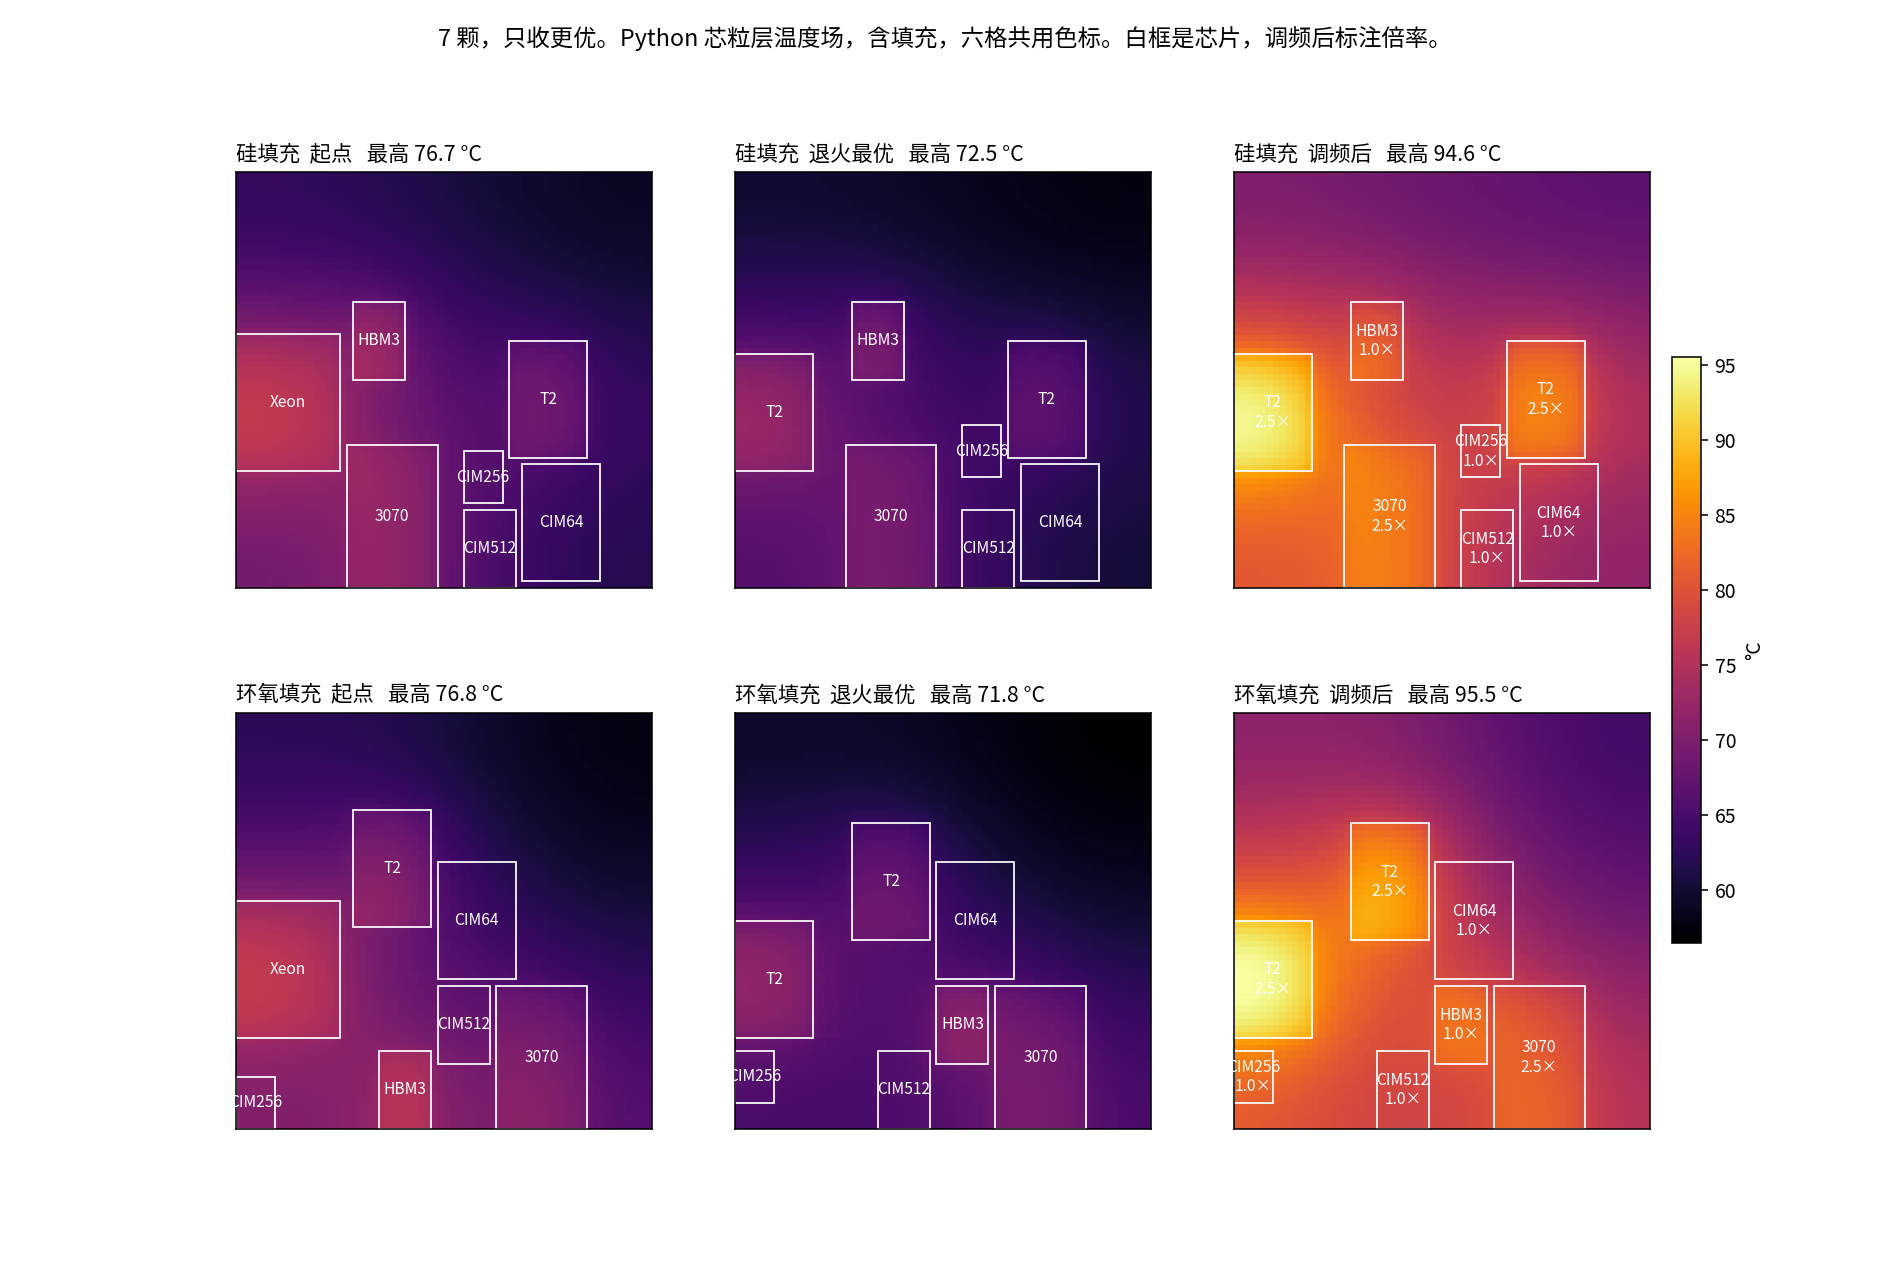 7 颗，只收更优。Python 芯粒层温度场，含填充，六格共用色标。白框是芯片，调频后标注倍率。
硅填充 起点 最高 76.7 °C
Xeon
HBM3
T2
3070
CIM256
CIM512
CIM64
硅填充 退火最优 最高 72.5 °C
T2
HBM3
T2
3070
CIM256
CIM512
CIM64
硅填充 调频后 最高 94.6 °C
T2
2.5×
HBM3
1.0×
T2
2.5×
3070
2.5×
CIM256
1.0×
CIM512
1.0×
CIM64
1.0×
环氧填充 起点 最高 76.8 °C
T2
CIM64
Xeon
CIM512
3070
HBM3
CIM256
环氧填充 退火最优 最高 71.8 °C
T2
CIM64
T2
HBM3
3070
CIM256
CIM512
环氧填充 调频后 最高 95.5 °C
T2
2.5×
CIM64
1.0×
T2
2.5×
HBM3
1.0×
3070
2.5×
CIM256
1.0×
CIM512
1.0×
95
90
85
80
75
70
65
60
°C